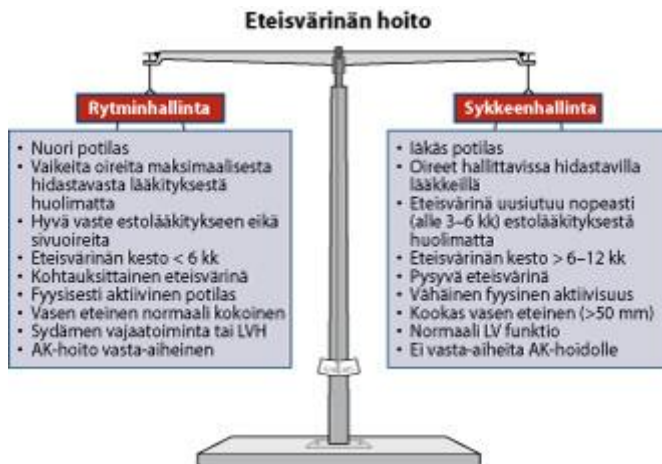 Eteisvärinän hoito
Rytminhallinta
• Nuori potilas
• Vaikeita oireita maksimaalisesta
hidastavasta lääkityksestä
huolimatta
• Hyvä vaste estolääkitykseen eikä
sivuoireita
• Eteisvärinän kesto < 6 kk
• Kohtauksittainen eteisvärinä
• Fyysisesti aktiivinen potilas
• Vasen eteinen normaali kokoinen
• Sydämen vajaatoiminta tai LVH
• AK-hoito vasta-aiheinen
Sykkeenhallinta
• Iäkäs potilas
• Oireet hallittavissa hidastavilla
lääkkeillä
• Eteisvärinä uusiutuu nopeasti
(alle 3–6 kk) estolääkityksestä
huolimatta
• Eteisvärinän kesto > 6–12 kk
• Pysyvä eteisvärinä
• Vähäinen fyysinen aktiivisuus
• Kookas vasen eteinen (>50 mm)
• Normaali LV funktio
• Ei vasta-aiheita AK-hoidolle